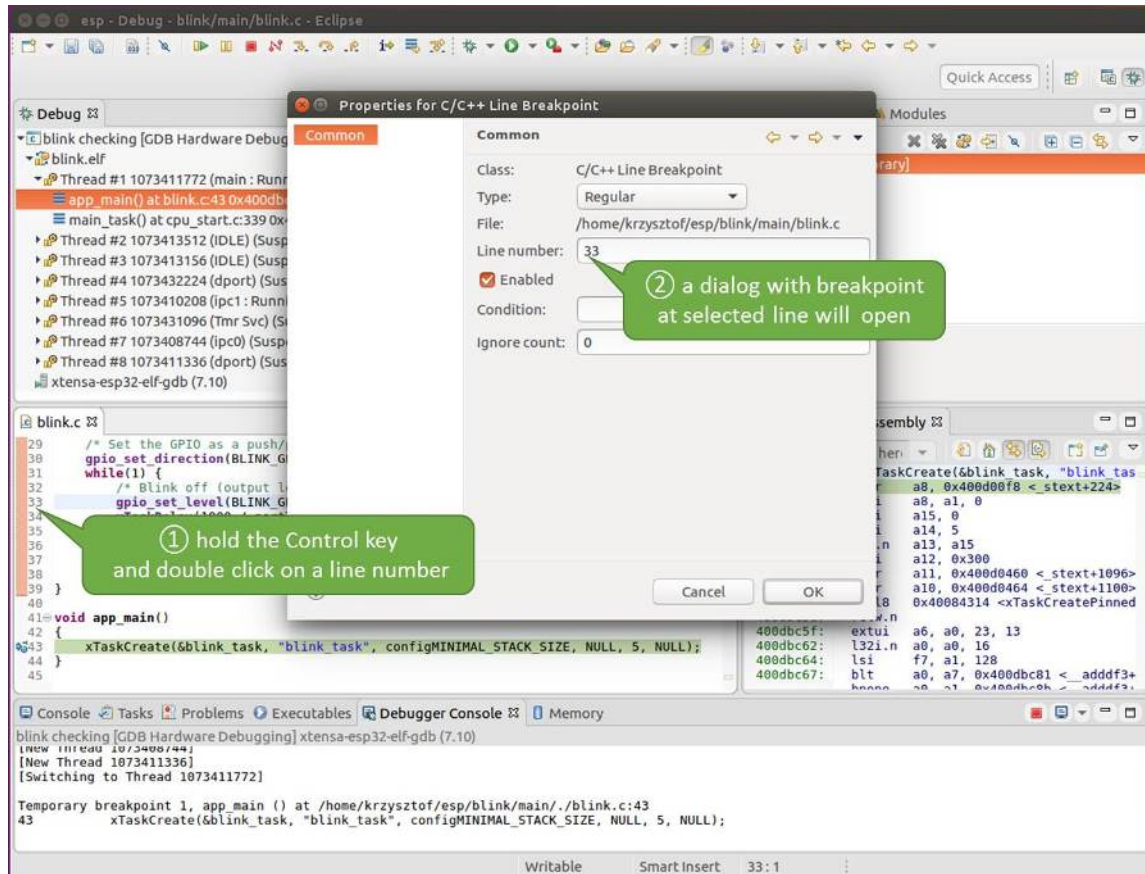 esp - Debug - blink/main/blink.c - Eclipse
Quick Access
Debug
Modules
blink checking [GDB Hardware Debug
blink.elf
Thread #1 1073411772 (main : Runn
app_main() at blink.c:43 0x400dbc
main_task() at cpu_start.c:339 0x4
Thread #2 1073413512 (IDLE) (Susp
Thread #3 1073413156 (IDLE) (Susp
Thread #4 1073432224 (dport) (Sus
Thread #5 1073410208 (ipc1 : Runni
Thread #6 1073431096 (Tmr Svc) (S
Thread #7 1073408744 (ipc0) (Susp
Thread #8 1073411336 (dport) (Sus
xtensa-esp32-elf-gdb (7.10)
rary]
Properties for C/C++ Line Breakpoint
Common
Common
Class: C/C++ Line Breakpoint
Type: Regular
File: /home/krzysztof/esp/blink/main/blink.c
Line number: 33
Enabled
Condition:
Ignore count: 0
② a dialog with breakpoint
at selected line will open
Cancel OK
blink.c
29 /* Set the GPIO as a push/
30 gpio_set_direction(BLINK_G
31 while(1) {
32 /* Blink off (output l
33 gpio_set_level(BLINK_G
34
35
36
37
38
39 }
40
41 void app_main()
42 {
43 xTaskCreate(&blink_task, "blink_task", configMINIMAL_STACK_SIZE, NULL, 5, NULL);
44 }
45
① hold the Control key
and double click on a line number
ssembly
TaskCreate(&blink_task, "blink_tas
a8, 0x400d00f8 <_stext+224>
a8, a1, 0
a15, 0
a14, 5
.n a13, a15
a12, 0x300
a11, 0x400d0460 <_stext+1096>
a10, 0x400d0464 <_stext+1100>
l8 0x40084314 <xTaskCreatePinned
400dbc5f: extui a6, a0, 23, 13
400dbc62: l32i.n a0, a0, 16
400dbc64: lsi f7, a1, 128
400dbc67: blt a0, a7, 0x400dbc81 <__adddf3+
Console Tasks Problems Executables Debugger Console Memory
blink checking [GDB Hardware Debugging] xtensa-esp32-elf-gdb (7.10)
[New Thread 1073408744]
[New Thread 1073411336]
[Switching to Thread 1073411772]
Temporary breakpoint 1, app_main () at /home/krzysztof/esp/blink/main/./blink.c:43
43 xTaskCreate(&blink_task, "blink_task", configMINIMAL_STACK_SIZE, NULL, 5, NULL);
Writable Smart Insert 33 : 1